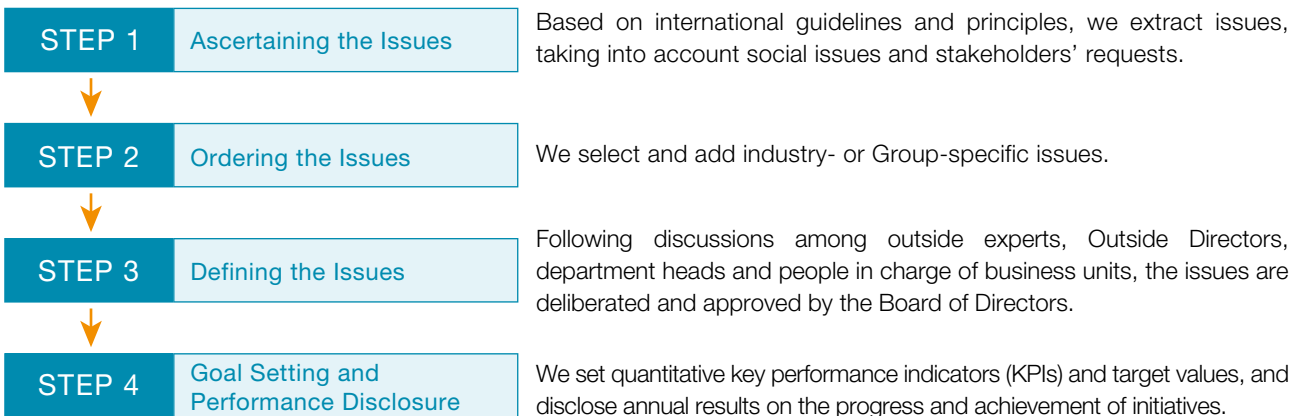 STEP 1
Ascertaining the Issues
Based on international guidelines and principles, we extract issues,
taking into account social issues and stakeholders’ requests.
STEP 2
Ordering the Issues
We select and add industry- or Group-specific issues.
STEP 3
Defining the Issues
Following discussions among outside experts, Outside Directors,
department heads and people in charge of business units, the issues are
deliberated and approved by the Board of Directors.
STEP 4
Goal Setting and
Performance Disclosure
We set quantitative key performance indicators (KPIs) and target values, and
disclose annual results on the progress and achievement of initiatives.